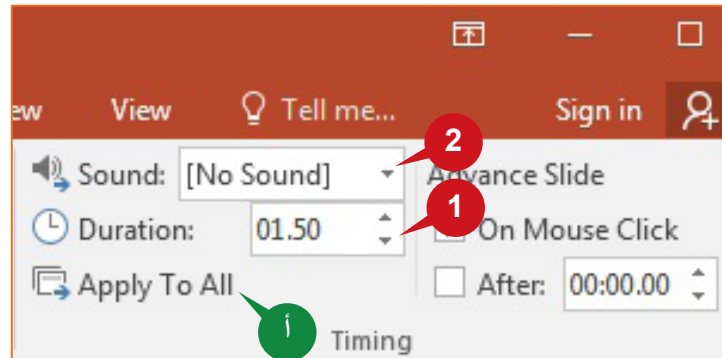 ew View Tell me... Sign in
2
Sound: [No Sound] Advance Slide
1
Duration: 01.50 On Mouse Click
Apply To All After: 00:00.00
أ
Timing